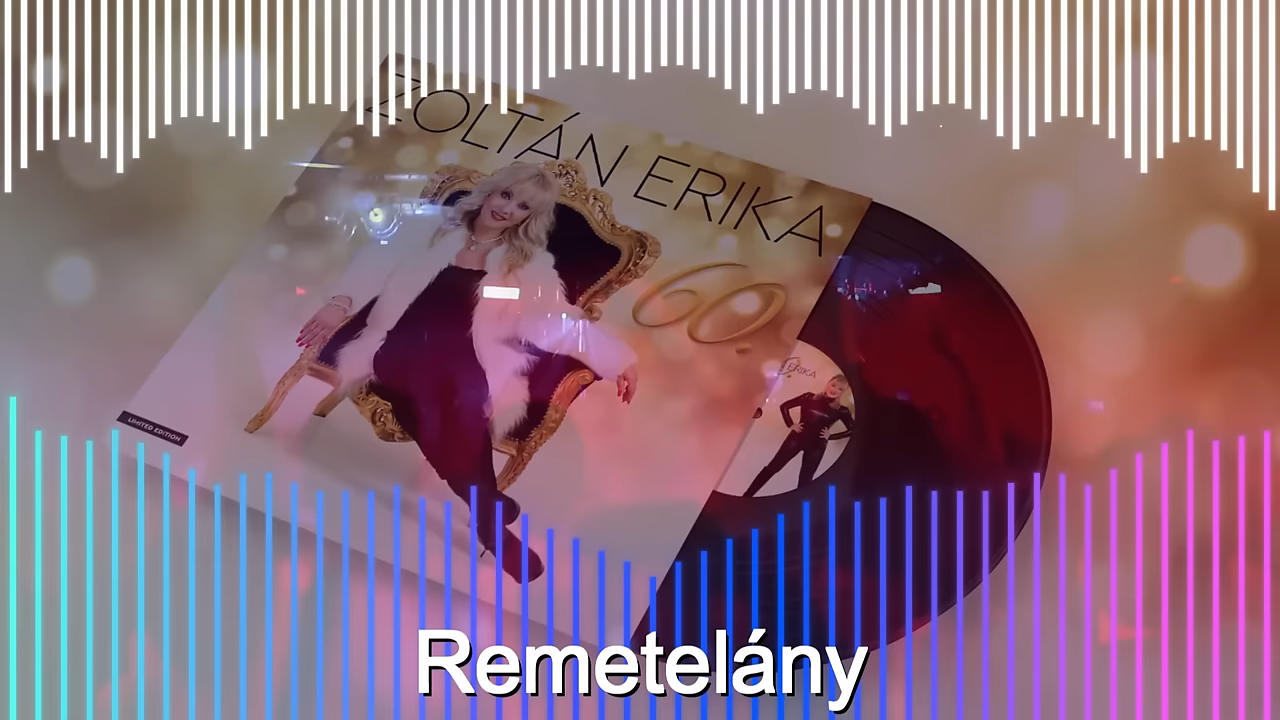 ZOLTÁN ERIKA
60.
ERIKA
LIMITED EDITION
Remetelány